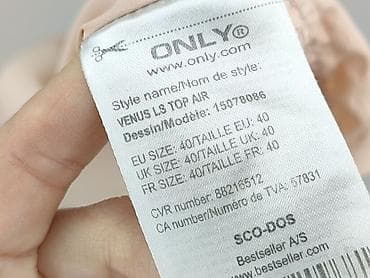 ONLY®
www.only.com
Style name/Nom de style:
VENUS LS TOP AIR
Dessin/Modèle: 15078086
EU SIZE: 40/TAILLE EU: 40
UK SIZE: 40/TAILLE UK: 40
FR SIZE: 40/TAILLE FR: 40
CVR number: 88216512
CA number/Numéro de TVA: 57831
SCO-DOS
Bestseller A/S
www.bestseller.com